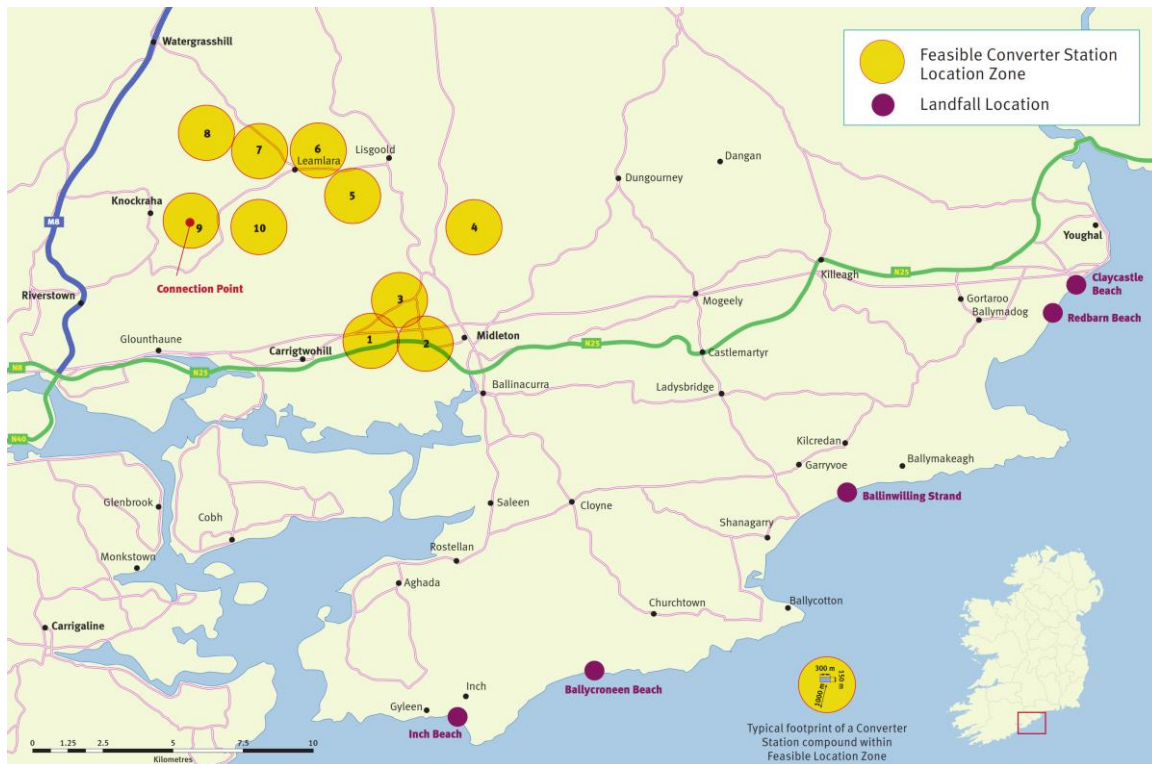 Watergrasshill
Feasible Converter Station
Location Zone
Landfall Location
8
7
6
Lisgoold
Leamlara
Dangan
Dungourney
5
Knockraha
M8
9
10
4
Youghal
Connection Point
Killeagh
N25
Claycastle
Beach
Riverstown
3
Mogeely
Gortaroo
Ballymadog
Redbarn Beach
Glounthaune
Carrigtwohill
1
2
Midleton
N25
Castlemartyr
N8
N25
Ballinacurra
Ladysbridge
N40
Kilcredan
Garryvoe
Ballymakeagh
Ballinwilling Strand
Glenbrook
Cobh
Saleen
Cloyne
Shanagarry
Monkstown
Rostellan
Aghada
Churchtown
Ballycotton
Carrigaline
Ballycroneen Beach
300 m
150 m
1000 m
Inch
Gyleen
Inch Beach
Typical footprint of a Converter
Station compound within
Feasible Location Zone
0 1.25 2.5 5 7.5 10
Kilometres